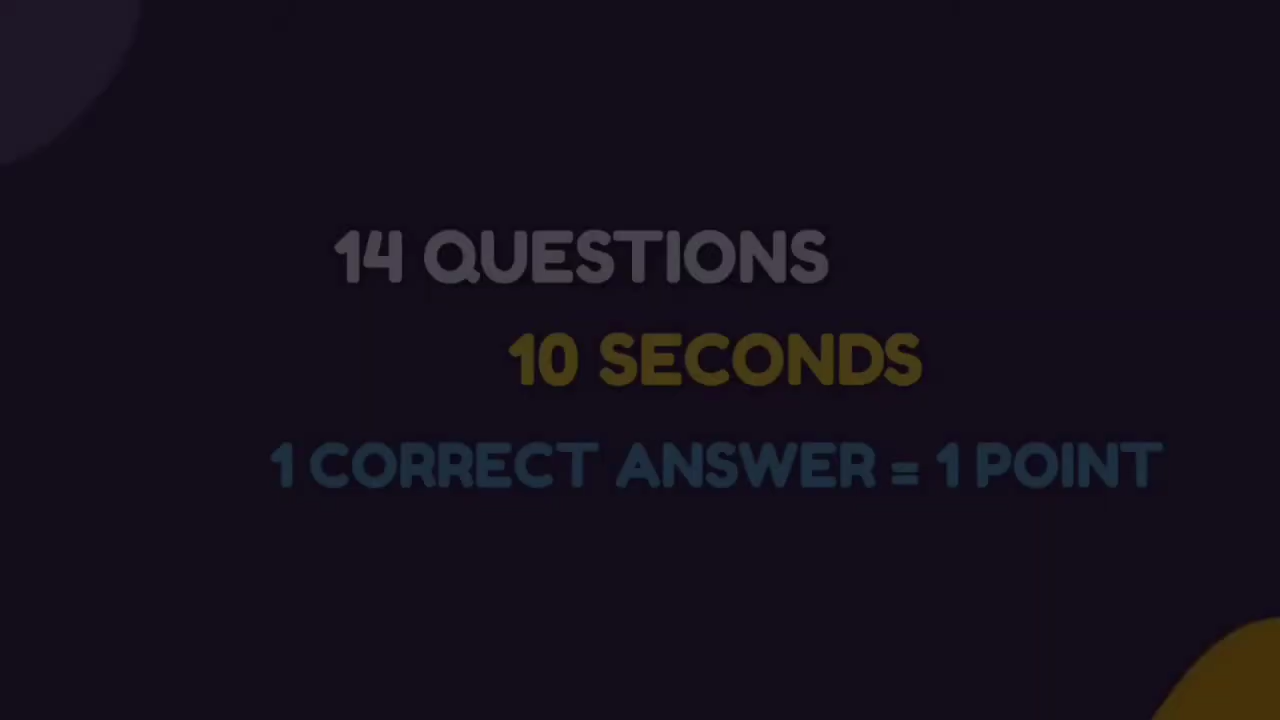 14 QUESTIONS
10 SECONDS
1 CORRECT ANSWER = 1 POINT